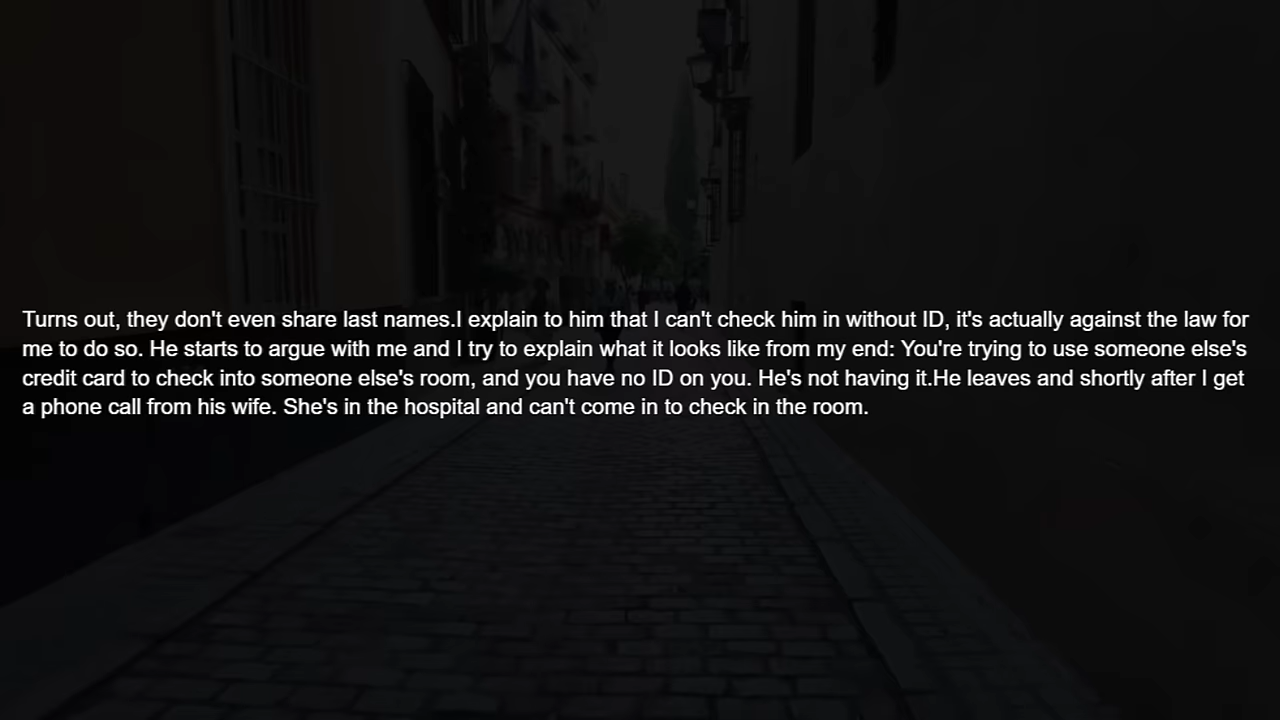 Turns out, they don't even share last names.I explain to him that I can't check him in without ID, it's actually against the law for
me to do so. He starts to argue with me and I try to explain what it looks like from my end: You're trying to use someone else's
credit card to check into someone else's room, and you have no ID on you. He's not having it.He leaves and shortly after I get
a phone call from his wife. She's in the hospital and can't come in to check in the room.